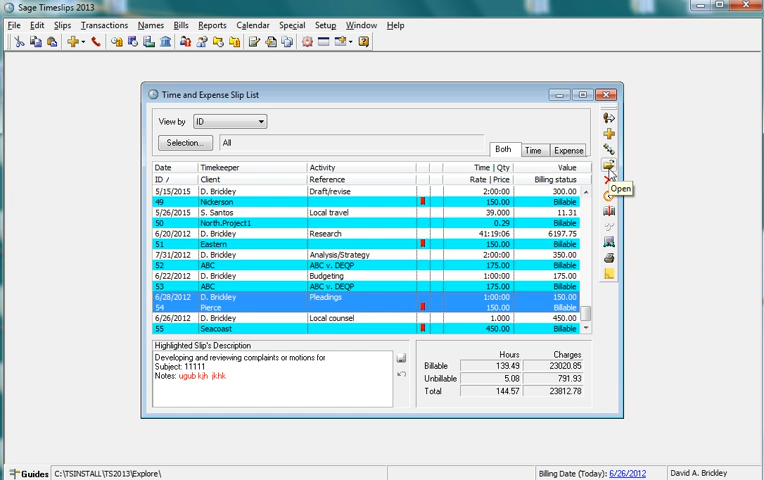 Sage Timeslips 2013
File Edit Slips Transactions Names Bills Reports Calendar Special Setup Window Help
Time and Expense Slip List
View by ID
Selection... All
Both Time Expense
Date Timekeeper Activity Time | Qty Value
ID / Client Reference Rate | Price Billing status
5/15/2015 D. Brickley Draft/revise 2:00:00 300.00
49 Nickerson 150.00 Billable
5/26/2015 S. Santos Local travel 39.000 11.31
50 North.Project1 0.29 Billable
6/20/2012 D. Brickley Research 41:19:06 6197.75
51 Eastern 150.00 Billable
7/31/2012 D. Brickley Analysis/Strategy 2:00:00 350.00
52 ABC ABC v. DEQP 175.00 Billable
6/22/2012 D. Brickley Budgeting 1:00:00 175.00
53 ABC ABC v. DEQP 175.00 Billable
6/28/2012 D. Brickley Pleadings 1:00:00 150.00
54 Pierce 150.00 Billable
6/26/2012 D. Brickley Local counsel 1.000 450.00
55 Seacoast 450.00 Billable
Open
Highlighted Slip's Description
Developing and reviewing complaints or motions for
Subject: 11111
Notes: ugub kjh jkhk
Hours Charges
Billable 139.49 23020.85
Unbillable 5.08 791.93
Total 144.57 23812.78
Guides C:\TSINSTALL\TS2013\Explore\ Billing Date (Today): 6/26/2012 David A. Brickley